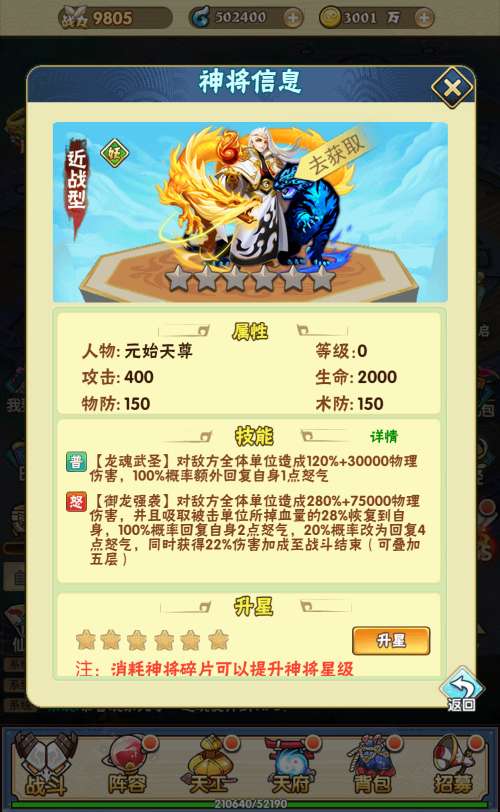 战力 9805
502400
3001 万
神将信息
近战型
妖
去获取
属性
人物: 元始天尊
等级: 0
攻击: 400
生命: 2000
物防: 150
术防: 150
技能
详情
普
【龙魂武圣】对敌方全体单位造成120%+30000物理
伤害，100%概率额外回复自身1点怒气
怒
【御龙强袭】对敌方全体单位造成280%+75000物理
伤害，并且吸取被击单位所掉血量的28%恢复到自
身，100%概率回复自身2点怒气，20%概率改为回复4
点怒气，同时获得22%伤害加成至战斗结束（可叠加
五层）
升星
升星
注: 消耗神将碎片可以提升神将星级
返回
战斗
阵容
天工
天府
背包
招募
210640/52190